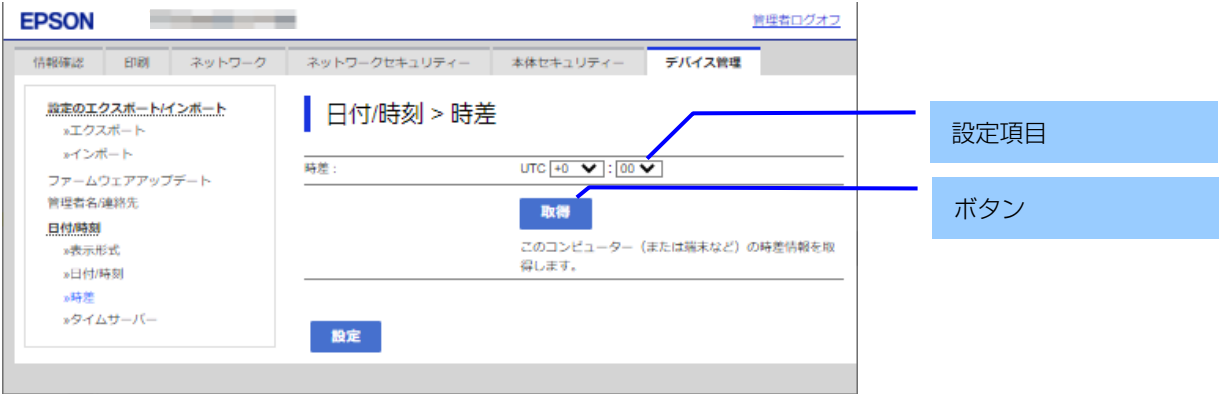 EPSON
管理者ログオフ
情報確認 印刷 ネットワーク ネットワークセキュリティー 本体セキュリティー デバイス管理
設定のエクスポート/インポート
»エクスポート
»インポート
ファームウェアアップデート
管理者名/連絡先
日付/時刻
»表示形式
»日付/時刻
»時差
»タイムサーバー
日付/時刻 > 時差
時差 : UTC +0 : 00
取得
このコンピューター（または端末など）の時差情報を取
得します。
設定
設定項目
ボタン